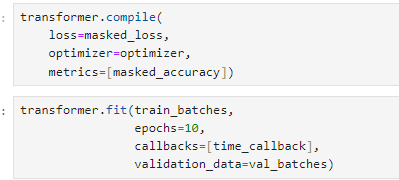 : transformer.compile(
    loss=masked_loss,
    optimizer=optimizer,
    metrics=[masked_accuracy])
: transformer.fit(train_batches,
                epochs=10,
                callbacks=[time_callback],
                validation_data=val_batches)